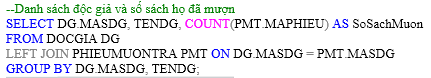 --Danh sách độc giả và số sách họ đã mượn
SELECT DG.MASDG, TENDG, COUNT(PMT.MAPHIEU) AS SoSachMuon
FROM DOCGIA DG
LEFT JOIN PHIEUMUONTRA PMT ON DG.MASDG = PMT.MASDG
GROUP BY DG.MASDG, TENDG;